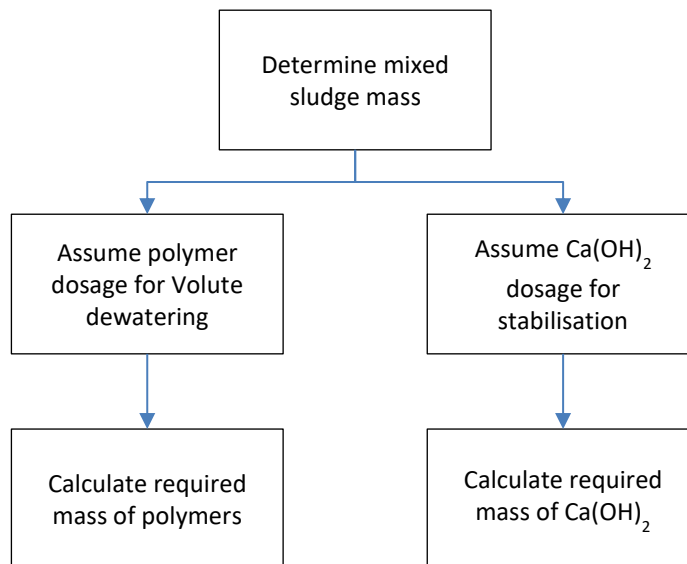 Determine mixed
sludge mass
Assume polymer
dosage for Volute
dewatering
Assume Ca(OH)₂
dosage for
stabilisation
Calculate required
mass of polymers
Calculate required
mass of Ca(OH)₂